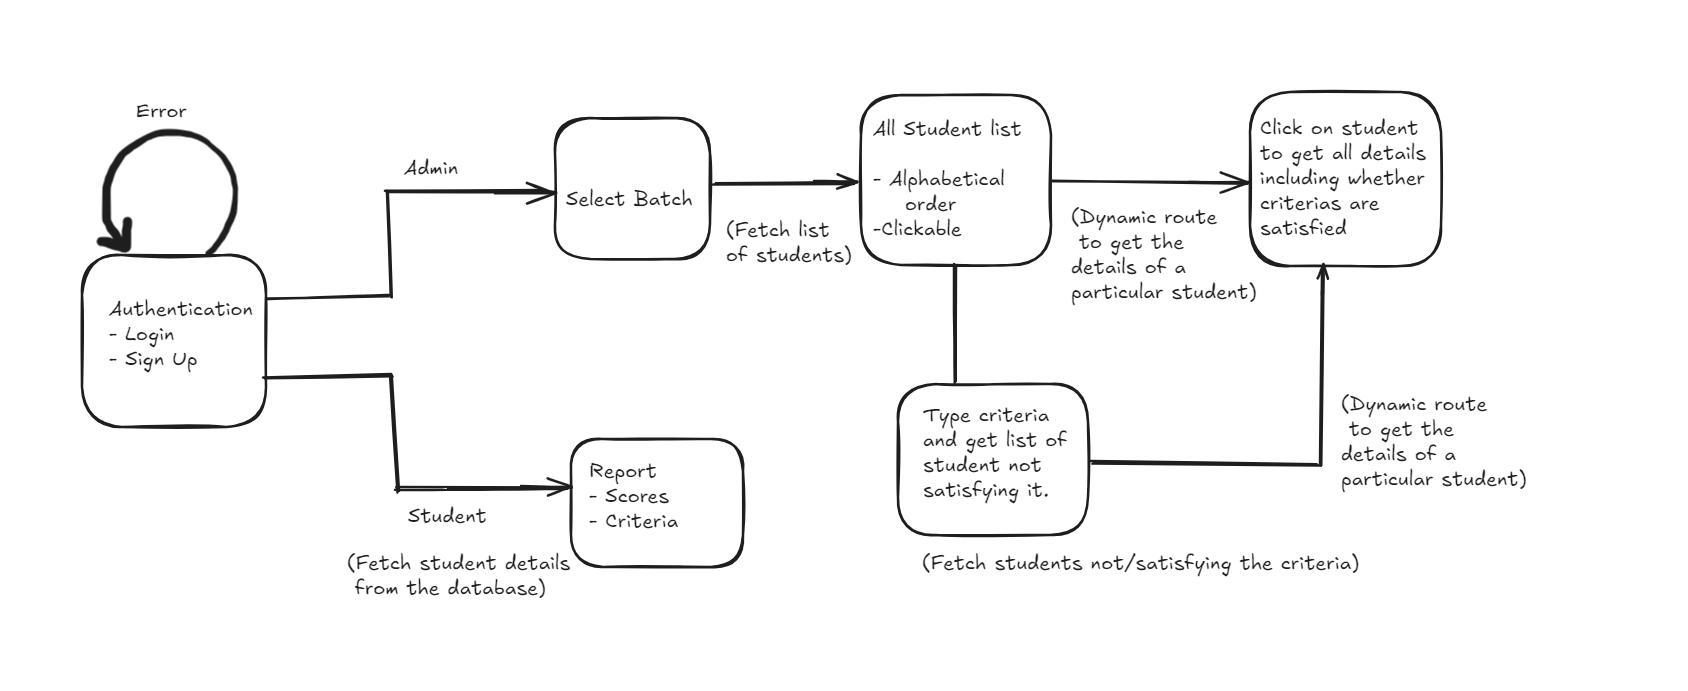 Error
Authentication
- Login
- Sign Up
Admin
Select Batch
(Fetch list
of students)
All Student list
- Alphabetical
order
-Clickable
(Dynamic route
to get the
details of a
particular student)
Click on student
to get all details
including whether
criterias are
satisfied
Student
(Fetch student details
from the database)
Report
- Scores
- Criteria
Type criteria
and get list of
student not
satisfying it.
(Fetch students not/satisfying the criteria)
(Dynamic route
to get the
details of a
particular student)